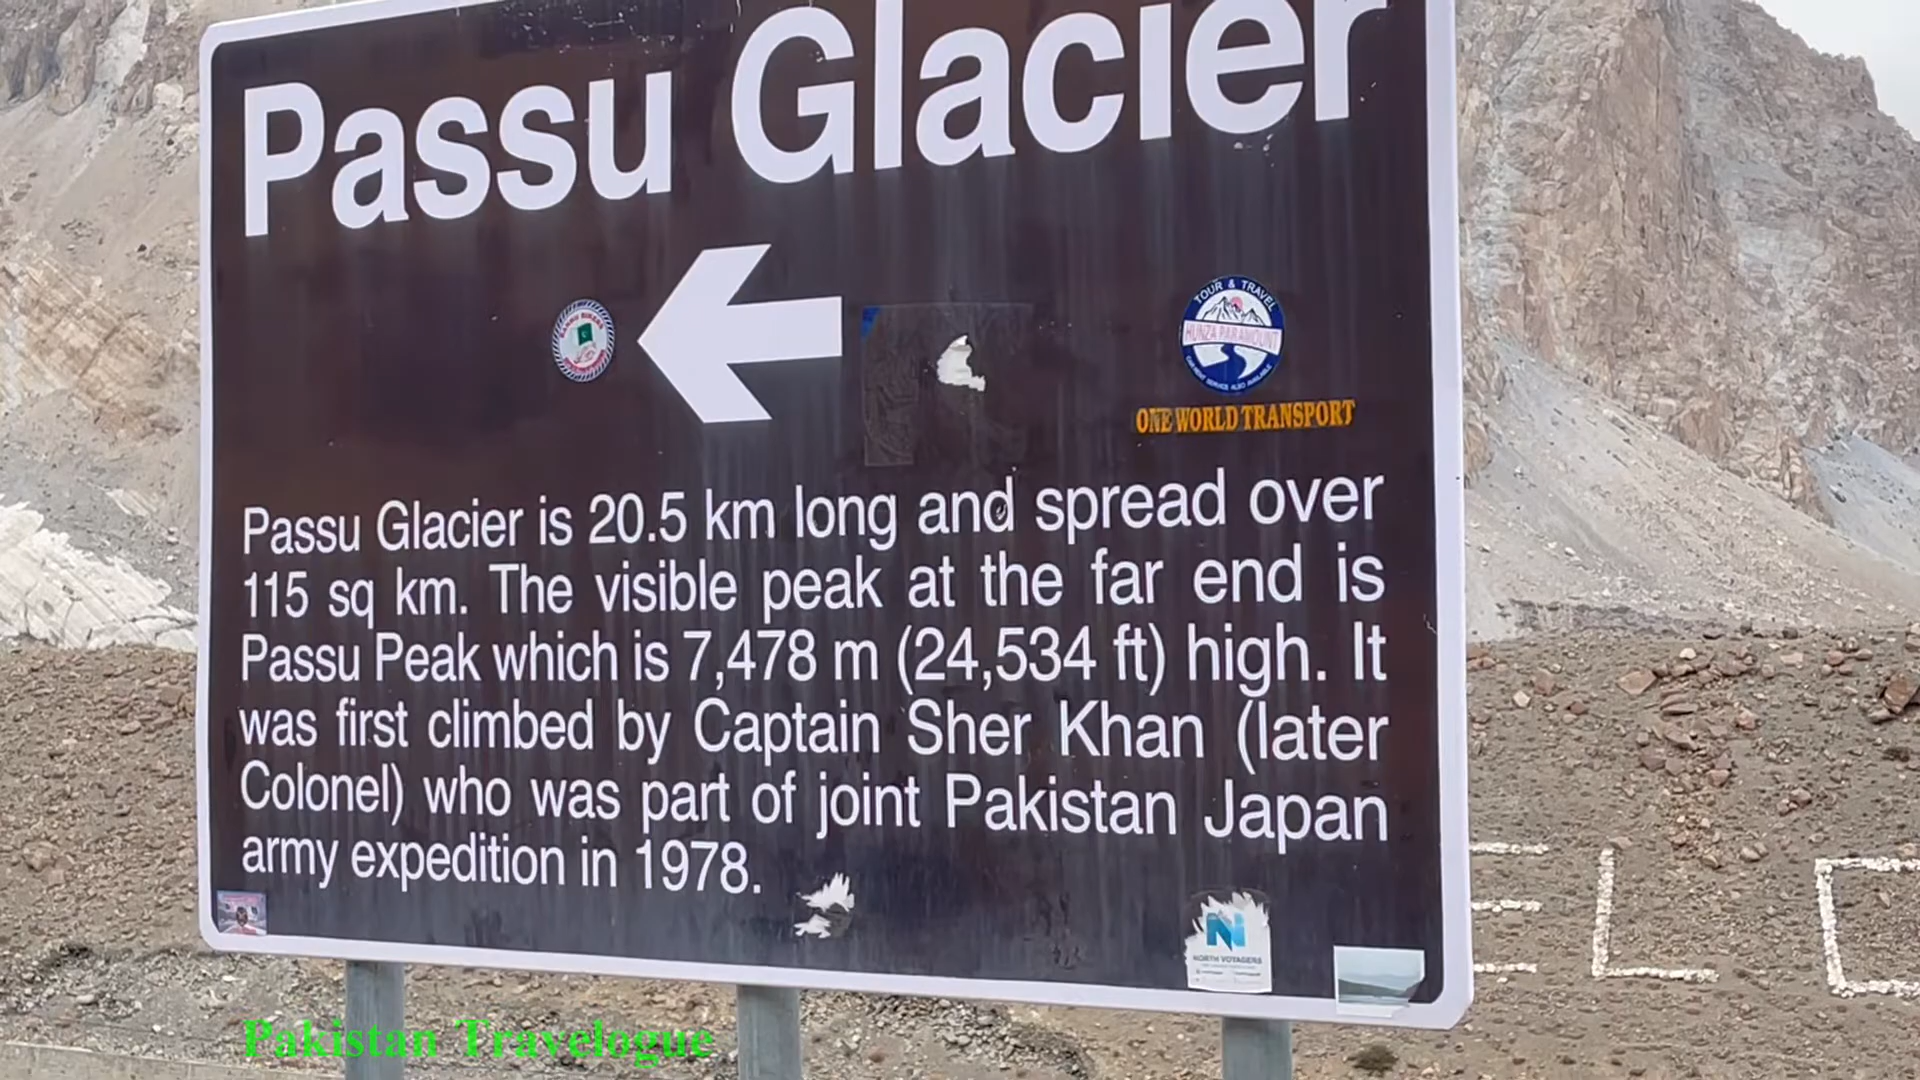 Passu Glacier
TOUR & TRAVEL
HUNZA PARAMOUNT
ONE WORLD TRANSPORT
Passu Glacier is 20.5 km long and spread over
115 sq km. The visible peak at the far end is
Passu Peak which is 7,478 m (24,534 ft) high. It
was first climbed by Captain Sher Khan (later
Colonel) who was part of joint Pakistan Japan
army expedition in 1978.
N
NORTH VOYAGERS
ELC
Pakistan Travelogue